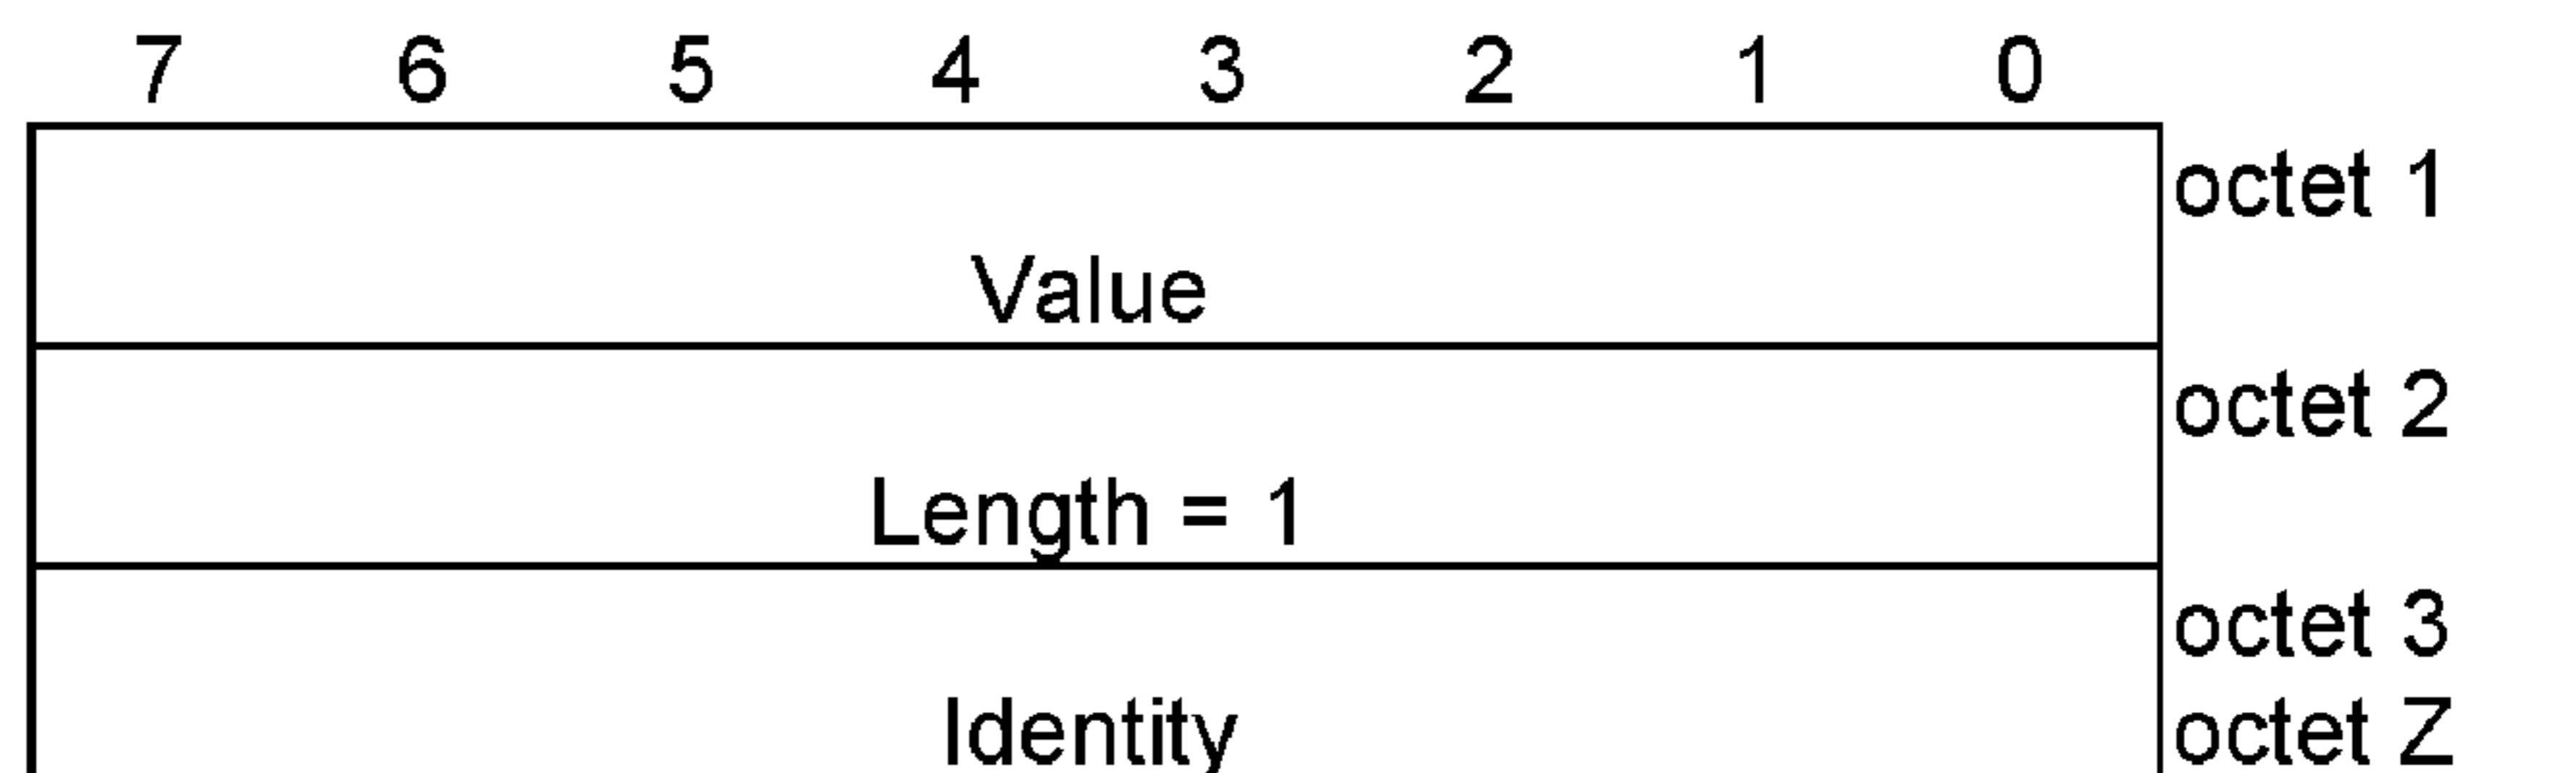 7 6 5 4 3 2 1 0
octet 1
Value
octet 2
Length = 1
octet 3
Identity octet Z